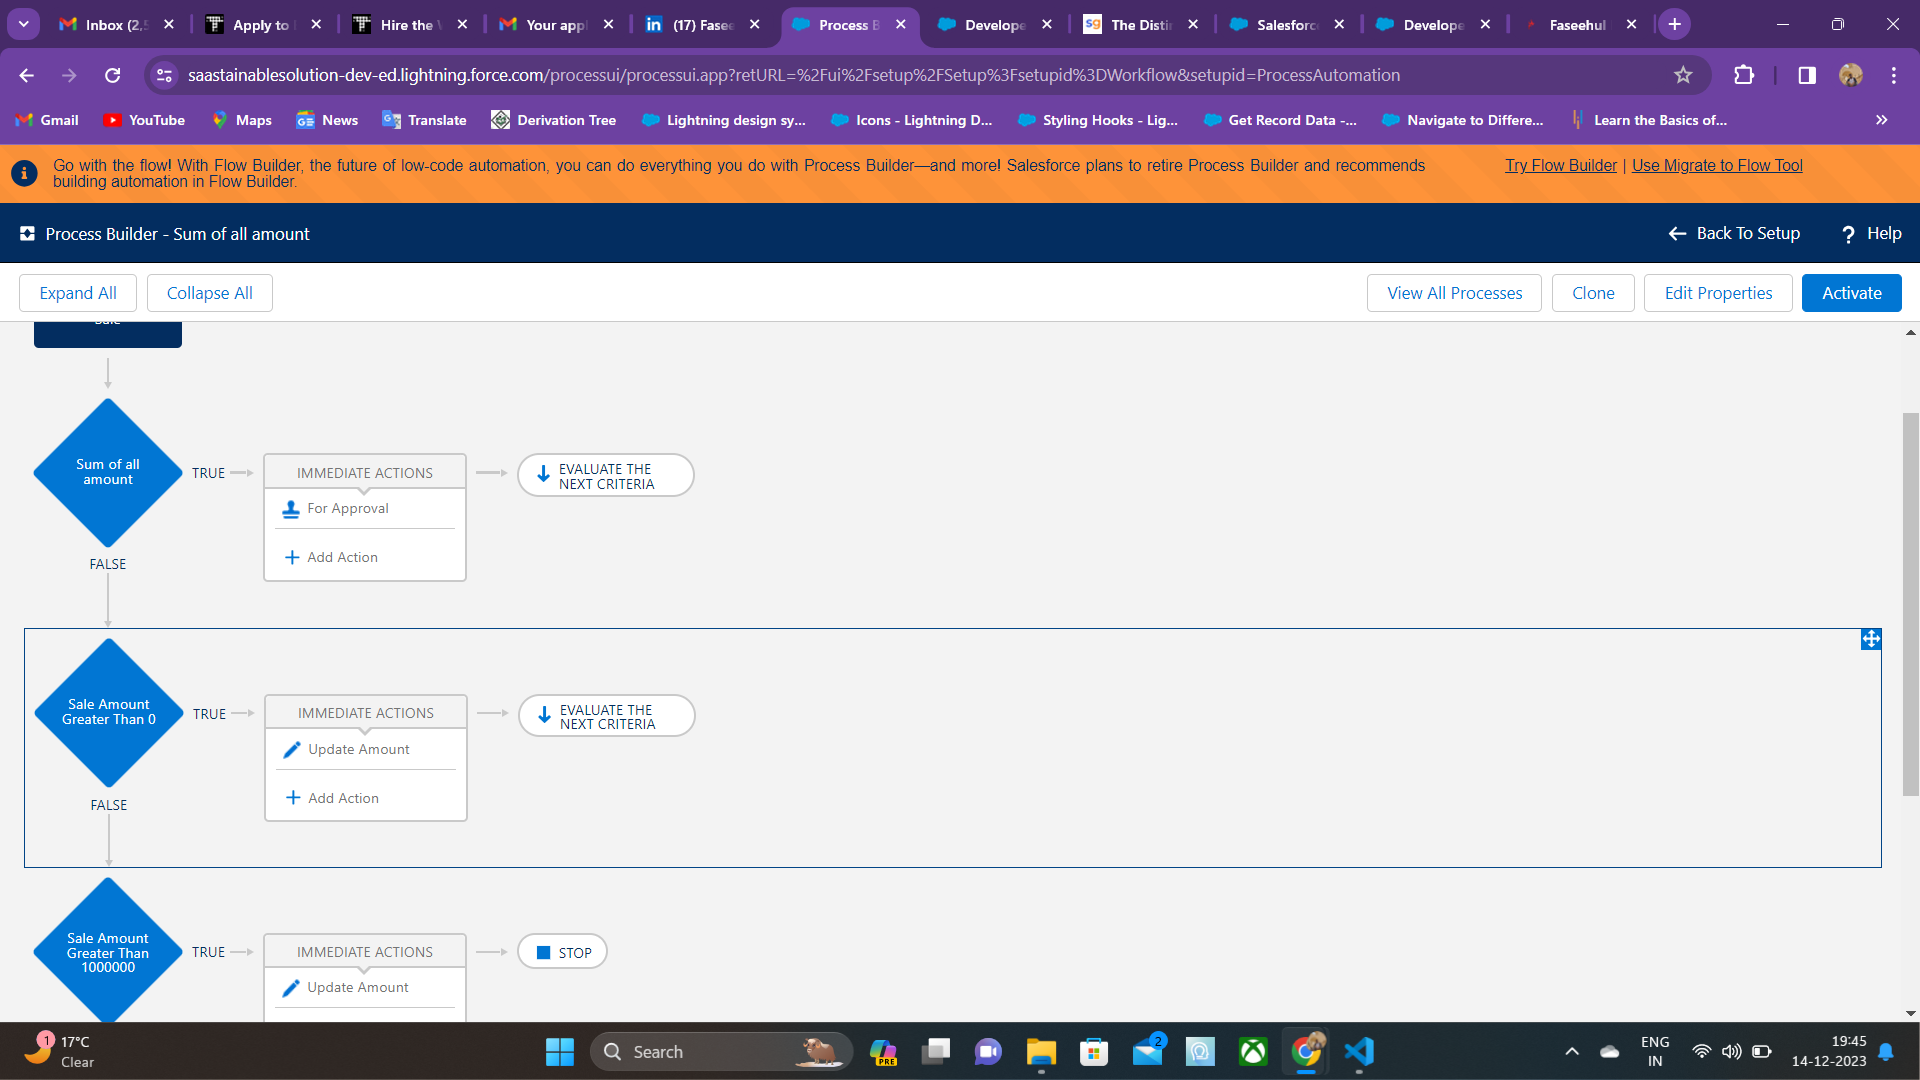 Inbox (2,5
Apply to
Hire the
Your app
(17) Fasee
Process B
Develope
The Disti
Salesforc
Develope
Faseehul
saastainablesolution-dev-ed.lightning.force.com/processui/processui.app?retURL=%2Fui%2Fsetup%2FSetup%3Fsetupid%3DWorkflow&setupid=ProcessAutomation
Gmail
YouTube
Maps
News
Translate
Derivation Tree
Lightning design sy...
Icons - Lightning D...
Styling Hooks - Lig...
Get Record Data -...
Navigate to Differe...
Learn the Basics of...
Go with the flow! With Flow Builder, the future of low-code automation, you can do everything you do with Process Builder—and more! Salesforce plans to retire Process Builder and recommends
building automation in Flow Builder.
Try Flow Builder | Use Migrate to Flow Tool
Process Builder - Sum of all amount
Back To Setup
? Help
Expand All
Collapse All
View All Processes
Clone
Edit Properties
Activate
Sum of all
amount
TRUE
IMMEDIATE ACTIONS
For Approval
Add Action
EVALUATE THE
NEXT CRITERIA
FALSE
Sale Amount
Greater Than 0
TRUE
IMMEDIATE ACTIONS
Update Amount
Add Action
EVALUATE THE
NEXT CRITERIA
FALSE
Sale Amount
Greater Than
1000000
TRUE
IMMEDIATE ACTIONS
Update Amount
STOP
1
17°C
Clear
Search
PRE
2
ENG
IN
19:45
14-12-2023